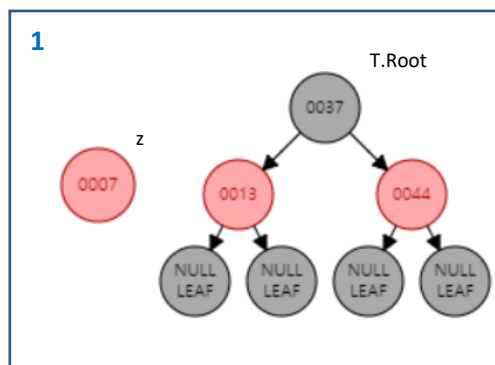 1
T.Root
0037
z
0007
0013
0044
NULL
LEAF
NULL
LEAF
NULL
LEAF
NULL
LEAF